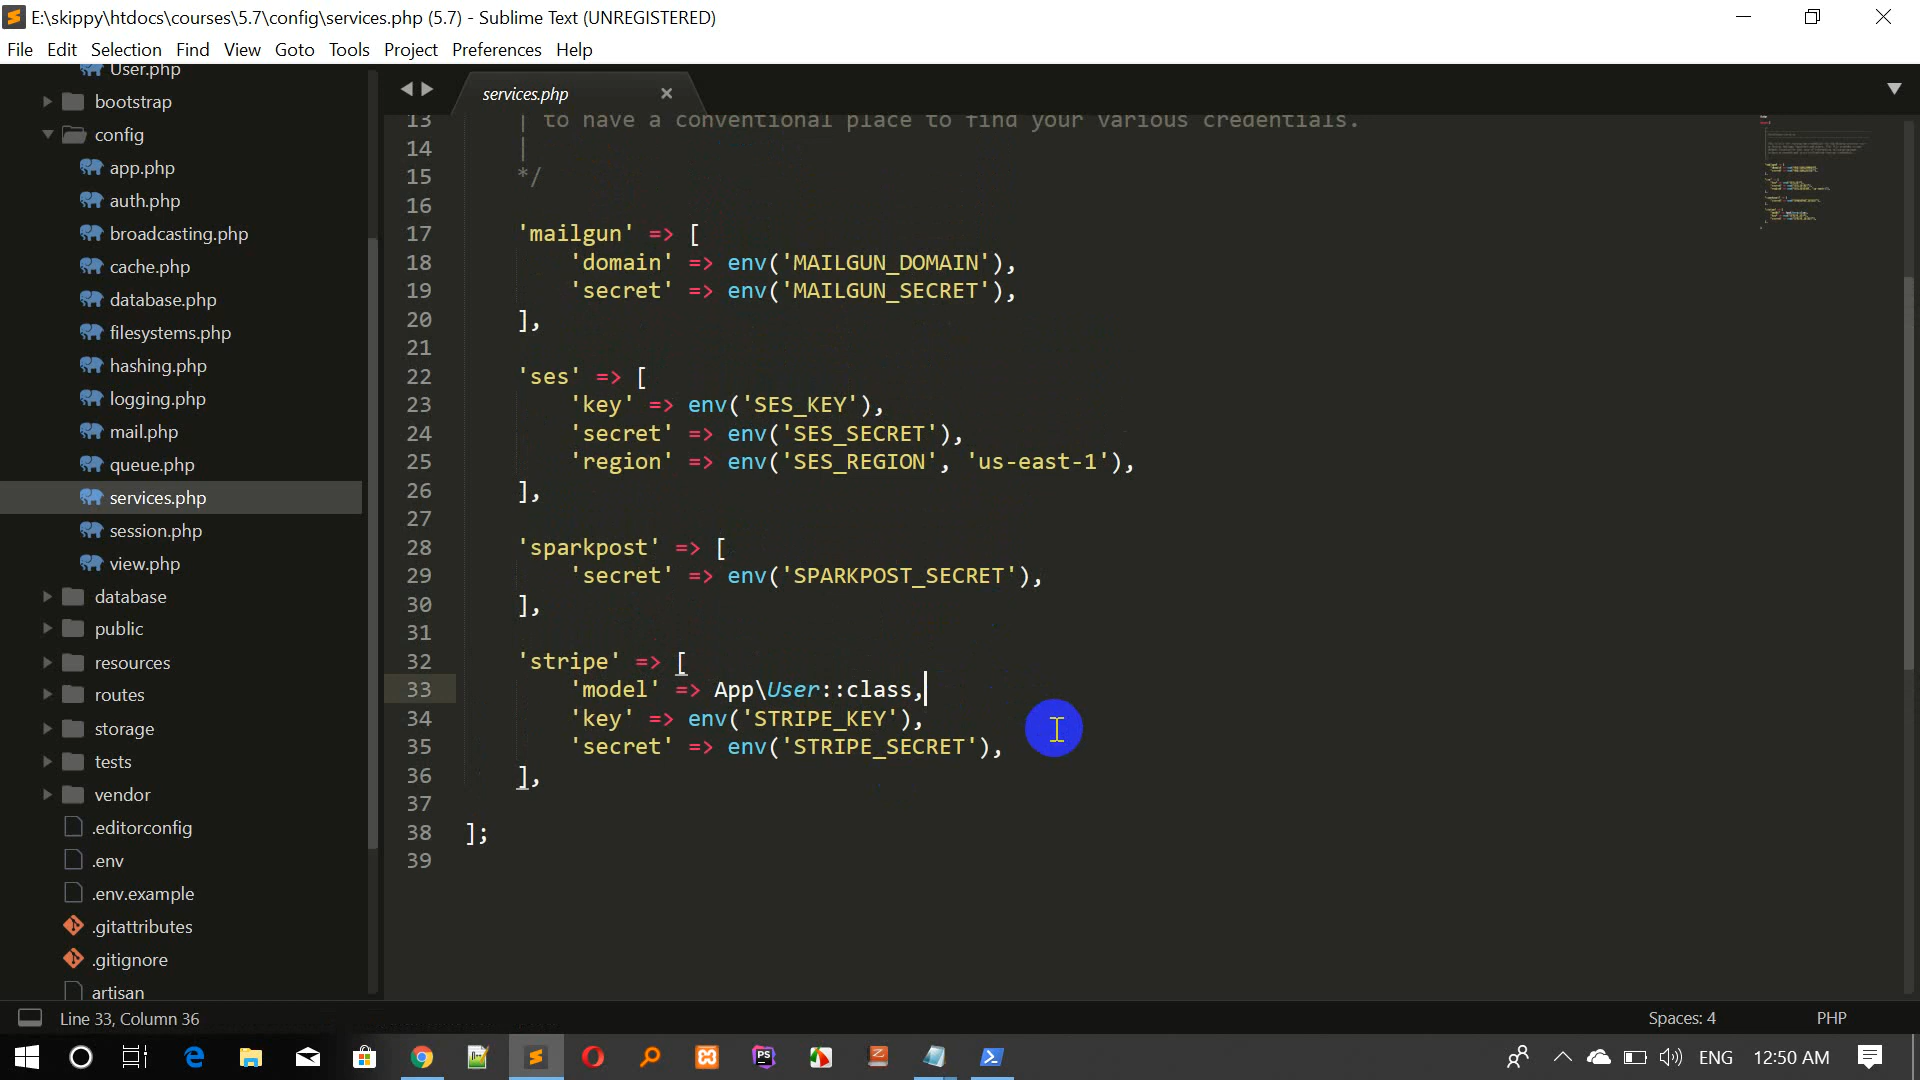 E:\skippy\htdocs\courses\5.7\config\services.php (5.7) - Sublime Text (UNREGISTERED)
File Edit Selection Find View Goto Tools Project Preferences Help
User.php
bootstrap
config
app.php
auth.php
broadcasting.php
cache.php
database.php
filesystems.php
hashing.php
logging.php
mail.php
queue.php
services.php
session.php
view.php
database
public
resources
routes
storage
tests
vendor
.editorconfig
.env
.env.example
.gitattributes
.gitignore
artisan
services.php
13 | to have a conventional place to find your various credentials.
14 |
15 */
16
17 'mailgun' => [
18 'domain' => env('MAILGUN_DOMAIN'),
19 'secret' => env('MAILGUN_SECRET'),
20 ],
21
22 'ses' => [
23 'key' => env('SES_KEY'),
24 'secret' => env('SES_SECRET'),
25 'region' => env('SES_REGION', 'us-east-1'),
26 ],
27
28 'sparkpost' => [
29 'secret' => env('SPARKPOST_SECRET'),
30 ],
31
32 'stripe' => [
33 'model' => App\User::class,
34 'key' => env('STRIPE_KEY'),
35 'secret' => env('STRIPE_SECRET'),
36 ],
37
38 ];
39
Line 33, Column 36
Spaces: 4
PHP
ENG
12:50 AM